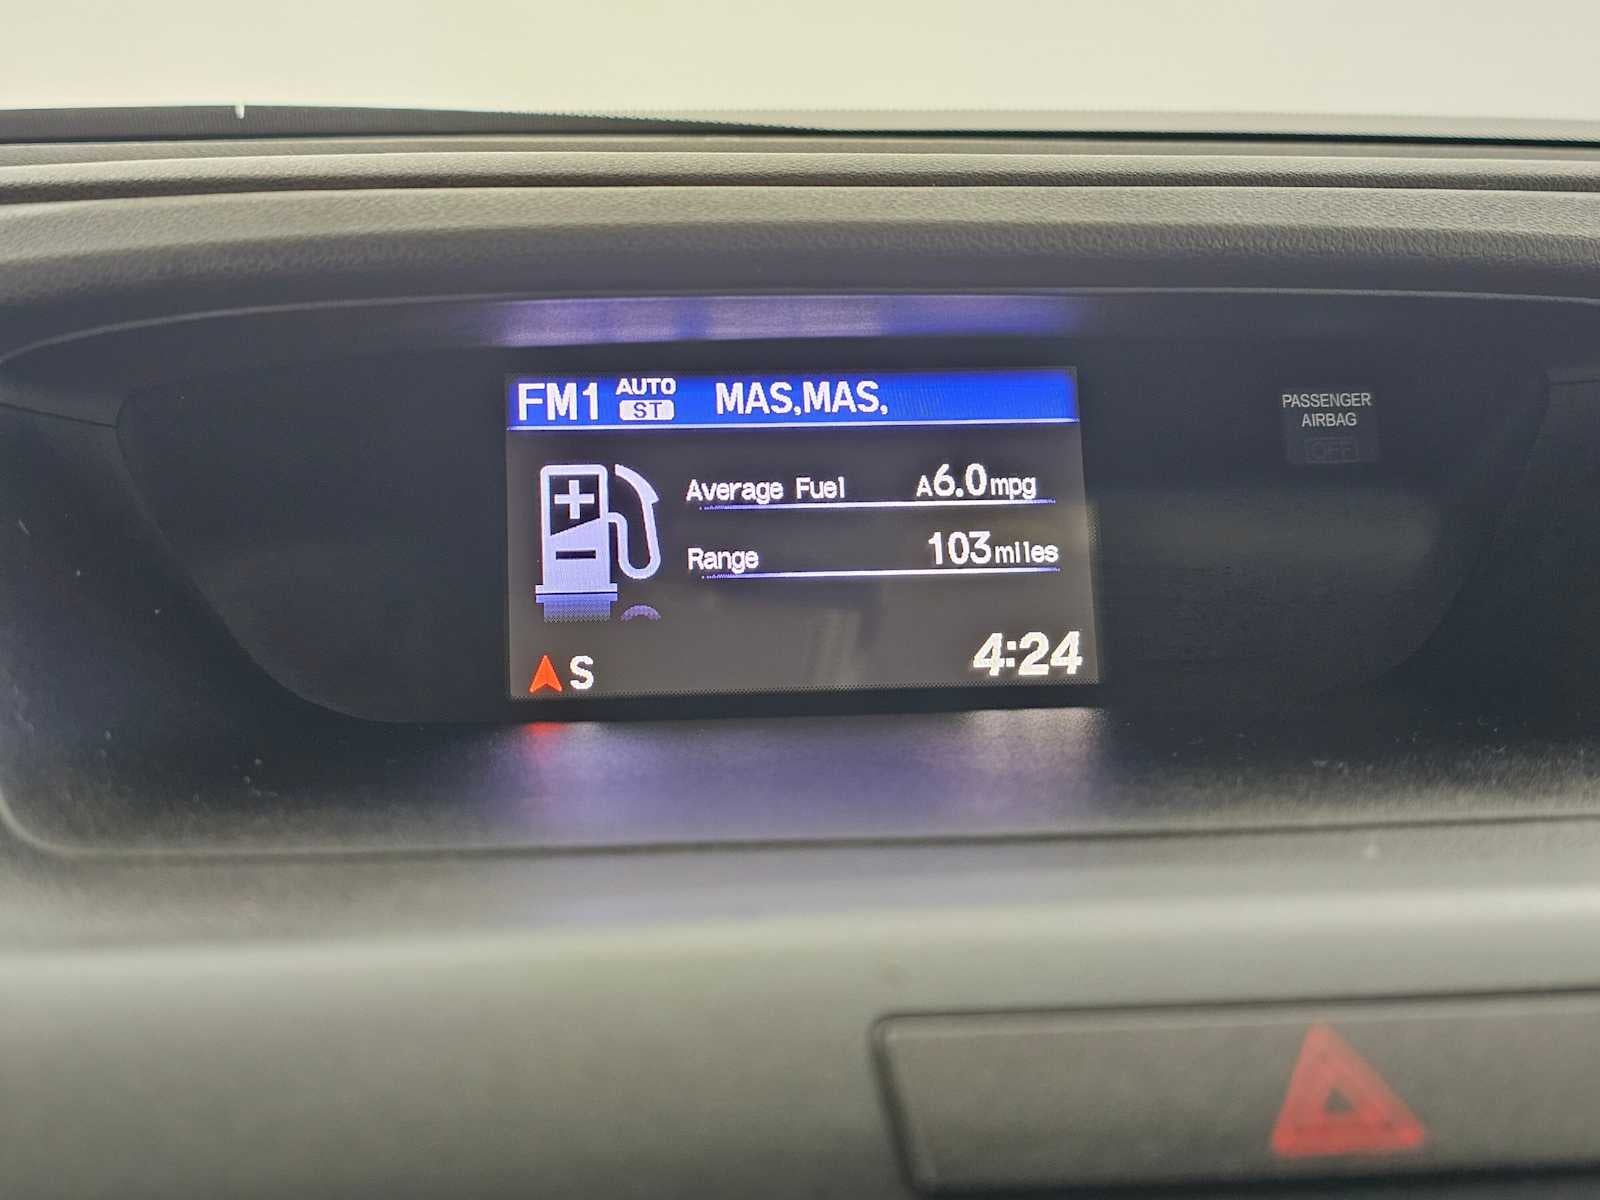 FM1 AUTO ST MAS,MAS,
PASSENGER
AIRBAG
OFF
Average Fuel A6.0mpg
Range 103miles
S 4:24